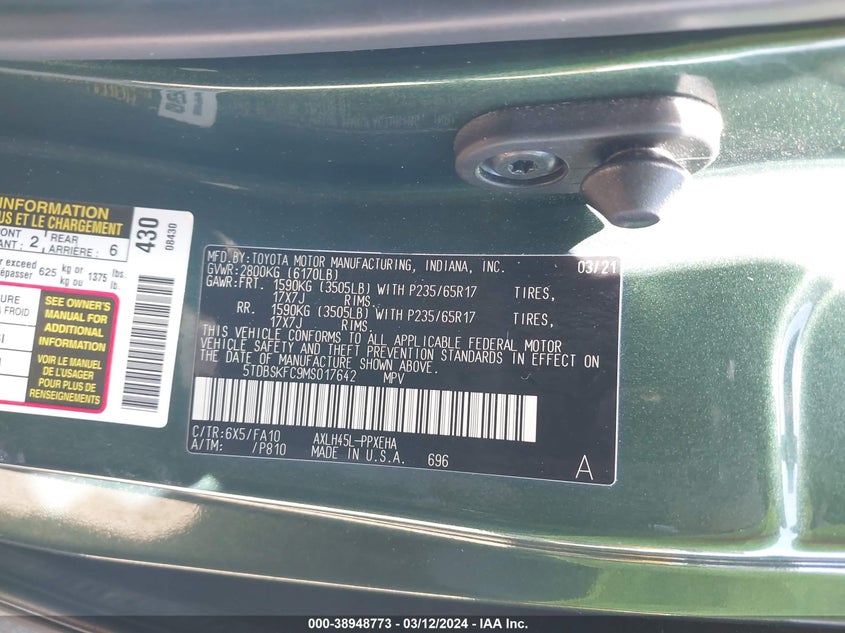 INFORMATION
US ET LE CHARGEMENT
ONT 2 REAR 6
ANT:
exceed 625 kg or 1375 lbs.
épasser kg ou lb.
URE
À FROID
SEE OWNER'S
MANUAL FOR
ADDITIONAL
INFORMATION
VOIR LE MANUEL
DE L'USAGER
POUR PLUS DE
RENSEIGNEMENTS
430
08430
MFD.BY:TOYOTA MOTOR MANUFACTURING, INDIANA, INC. 03/21
GVWR:2800KG (6170LB)
GAWR:FRT. 1590KG (3505LB) WITH P235/65R17 TIRES,
17X7J RIMS.
RR. 1590KG (3505LB) WITH P235/65R17 TIRES,
17X7J RIMS.
THIS VEHICLE CONFORMS TO ALL APPLICABLE FEDERAL MOTOR
VEHICLE SAFETY AND THEFT PREVENTION STANDARDS IN EFFECT ON
THE DATE OF MANUFACTURE SHOWN ABOVE.
5TDBSKFC9MS017642 MPV
C/TR:6X5/FA10 AXLH45L-PPXEHA
A/TM: /P810 MADE IN U.S.A. 696 A
000-38948773 - 03/12/2024 - IAA Inc.